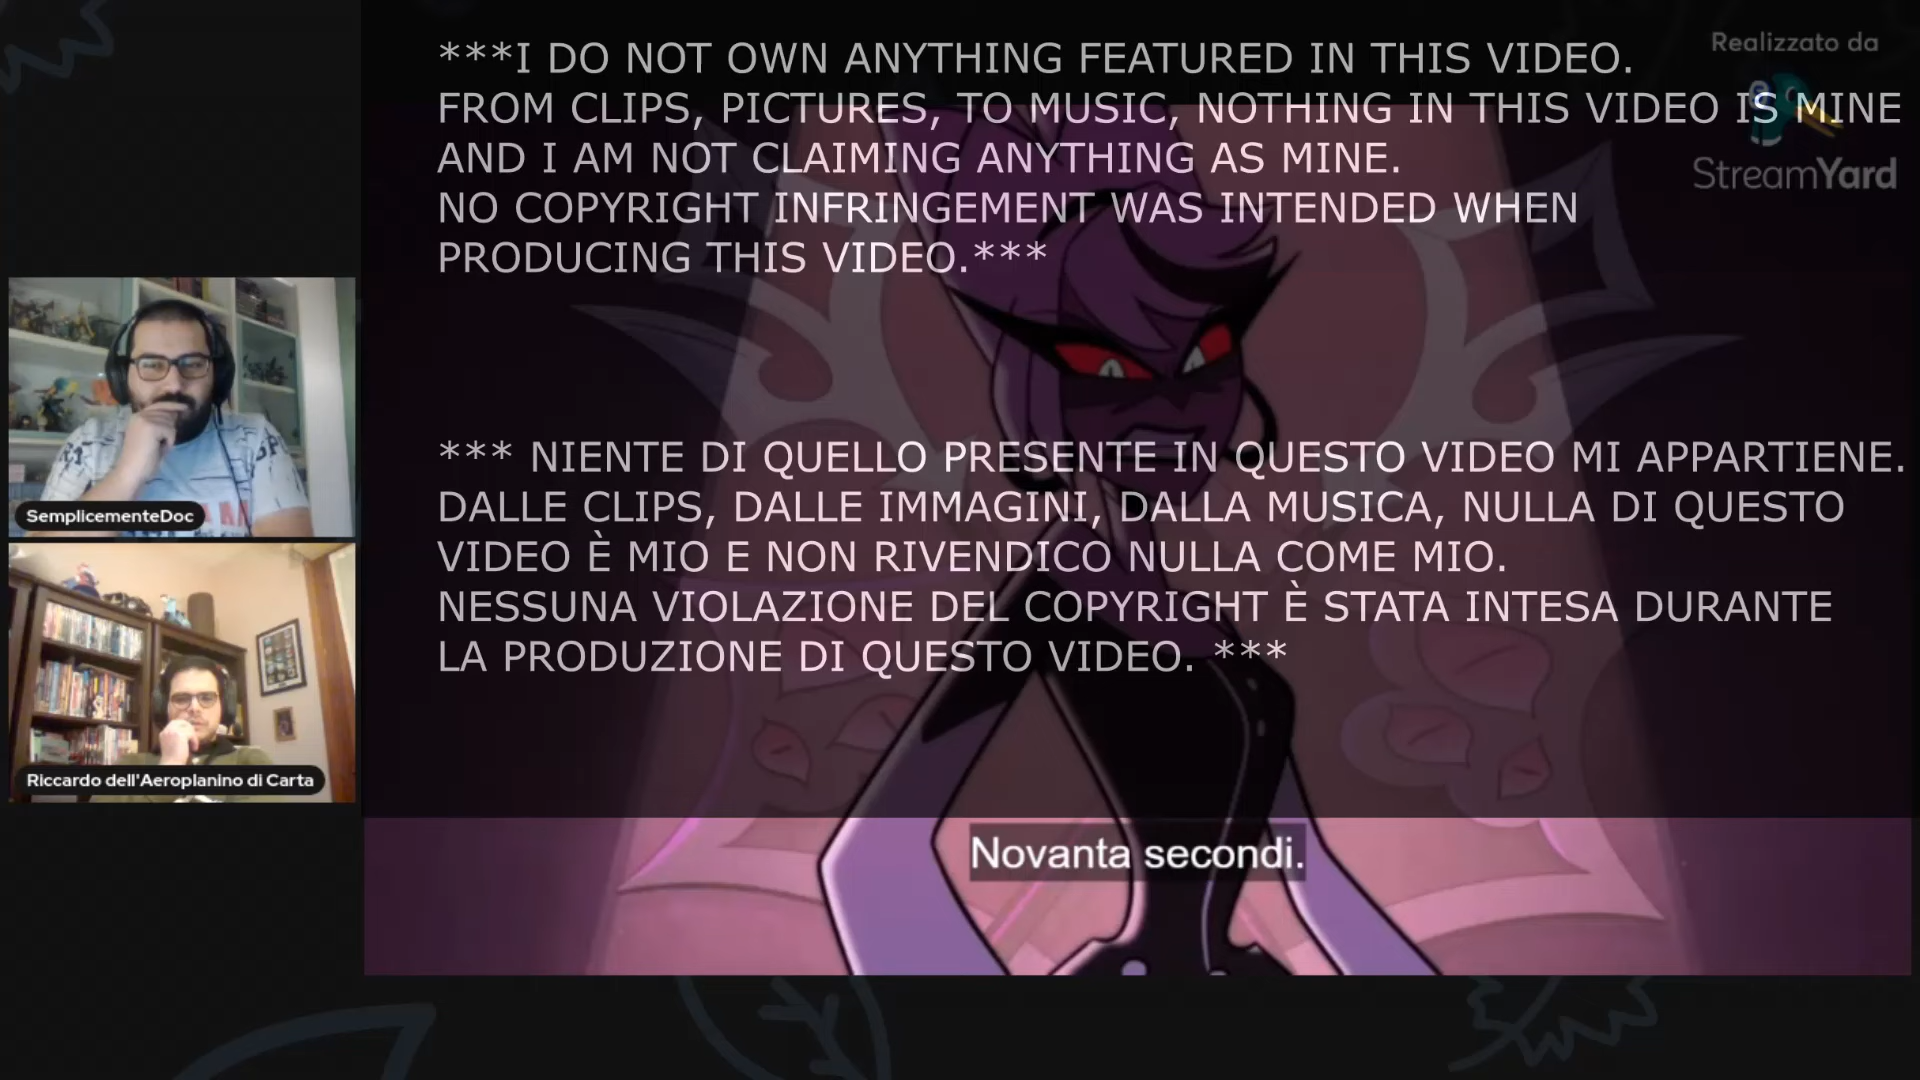 ***I DO NOT OWN ANYTHING FEATURED IN THIS VIDEO.
FROM CLIPS, PICTURES, TO MUSIC, NOTHING IN THIS VIDEO IS MINE
AND I AM NOT CLAIMING ANYTHING AS MINE.
NO COPYRIGHT INFRINGEMENT WAS INTENDED WHEN
PRODUCING THIS VIDEO.***
Realizzato da
StreamYard
*** NIENTE DI QUELLO PRESENTE IN QUESTO VIDEO MI APPARTIENE.
DALLE CLIPS, DALLE IMMAGINI, DALLA MUSICA, NULLA DI QUESTO
VIDEO È MIO E NON RIVENDICO NULLA COME MIO.
NESSUNA VIOLAZIONE DEL COPYRIGHT È STATA INTESA DURANTE
LA PRODUZIONE DI QUESTO VIDEO. ***
SemplicementeDoc
Riccardo dell'Aeroplanino di Carta
Novanta secondi.